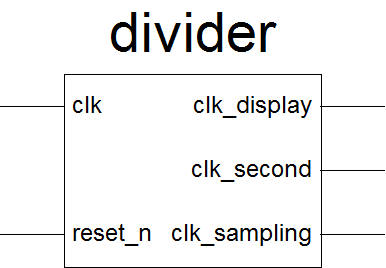 divider
clk clk_display
clk_second
reset_n clk_sampling